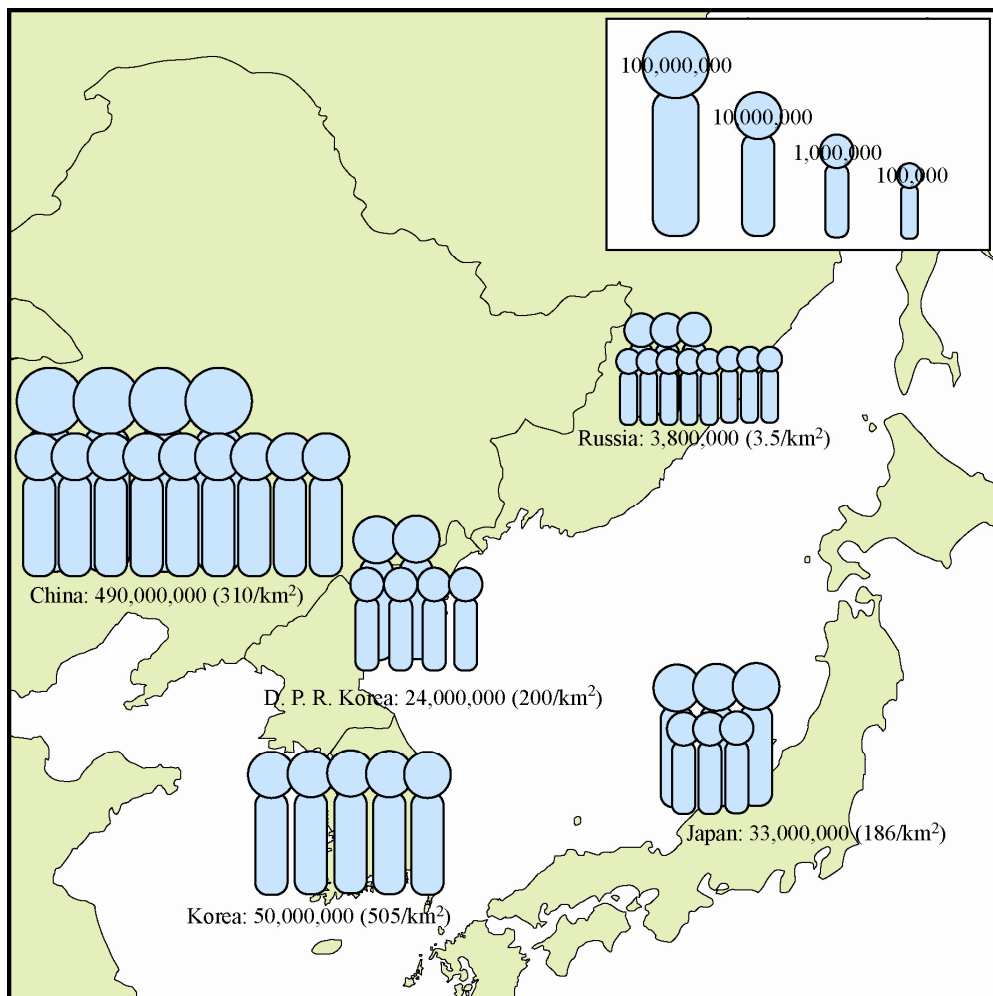 100,000,000
10,000,000
1,000,000
100,000
Russia: 3,800,000 (3.5/km²)
China: 490,000,000 (310/km²)
D. P. R. Korea: 24,000,000 (200/km²)
Japan: 33,000,000 (186/km²)
Korea: 50,000,000 (505/km²)